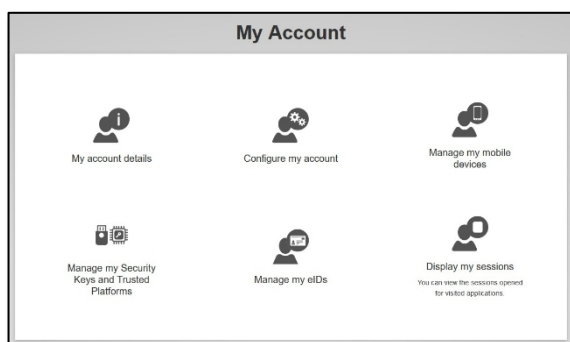 My Account
My account details
Configure my account
Manage my mobile
devices
Manage my Security
Keys and Trusted
Platforms
Manage my eIDs
Display my sessions
You can view the sessions opened
for visited applications.